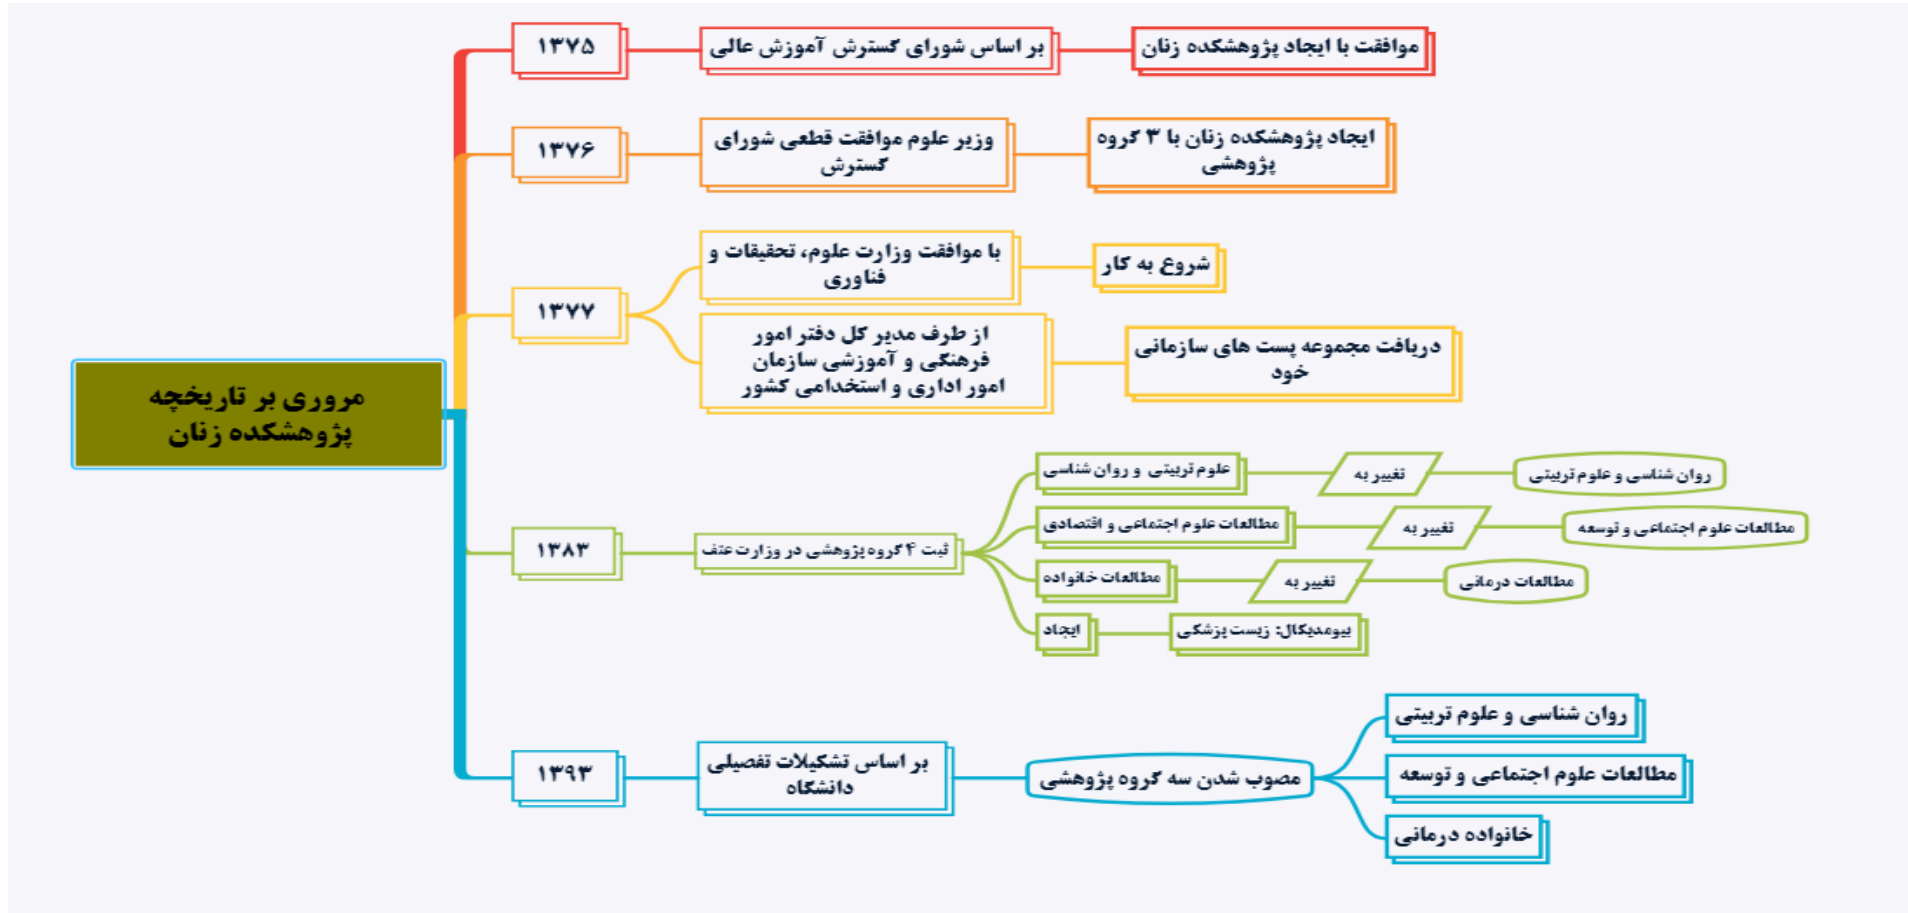 مروری بر تاریخچه
پژوهشکده زنان
۱۳۷۵
بر اساس شورای گسترش آموزش عالی
موافقت با ایجاد پژوهشکده زنان
۱۳۷۶
وزیر علوم موافقت قطعی شورای
گسترش
ایجاد پژوهشکده زنان با ۳ گروه
پژوهشی
۱۳۷۷
با موافقت وزارت علوم، تحقیقات و
فناوری
شروع به کار
از طرف مدیر کل دفتر امور
فرهنگی و آموزشی سازمان
امور اداری و استخدامی کشور
دریافت مجموعه پست های سازمانی
خود
۱۳۸۳
ثبت ۴ گروه پژوهشی در وزارت عتف
علوم تربیتی و روان شناسی
تغییر به
روان شناسی و علوم تربیتی
مطالعات علوم اجتماعی و اقتصادی
تغییر به
مطالعات علوم اجتماعی و توسعه
مطالعات خانواده
تغییر به
مطالعات درمانی
ایجاد
بیومدیکال: زیست پزشکی
۱۳۹۳
بر اساس تشکیلات تفصیلی
دانشگاه
مصوب شدن سه گروه پژوهشی
روان شناسی و علوم تربیتی
مطالعات علوم اجتماعی و توسعه
خانواده درمانی